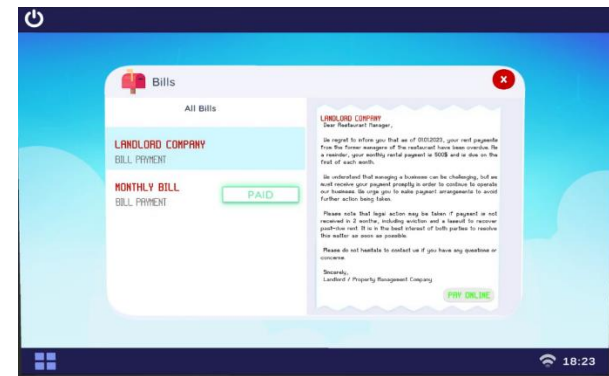 Bills
All Bills
LANDLORD COMPANY
BILL PAYMENT
MONTHLY BILL
BILL PAYMENT
PAID
LANDLORD COMPANY
Dear Restaurant Manager,
We regret to inform you that as of 01012023, your rent payments
from the former managers of the restaurant have been overdue. As
a reminder, your monthly rental payment is 900$ and is due on the
first of each month.
We understand that managing a business can be challenging, but we
must receive your payment promptly in order to continue to operate
our business. We urge you to make payment arrangements to avoid
further action being taken.
Please note that legal action may be taken if payment is not
received in 2 months, including eviction and a lawsuit to recover
past-due rent. It is in the best interest of both parties to resolve
this matter as soon as possible.
Please do not hesitate to contact us if you have any questions or
concerns.
Sincerely,
Landlord / Property Management Company
PAY ONLINE
18:23